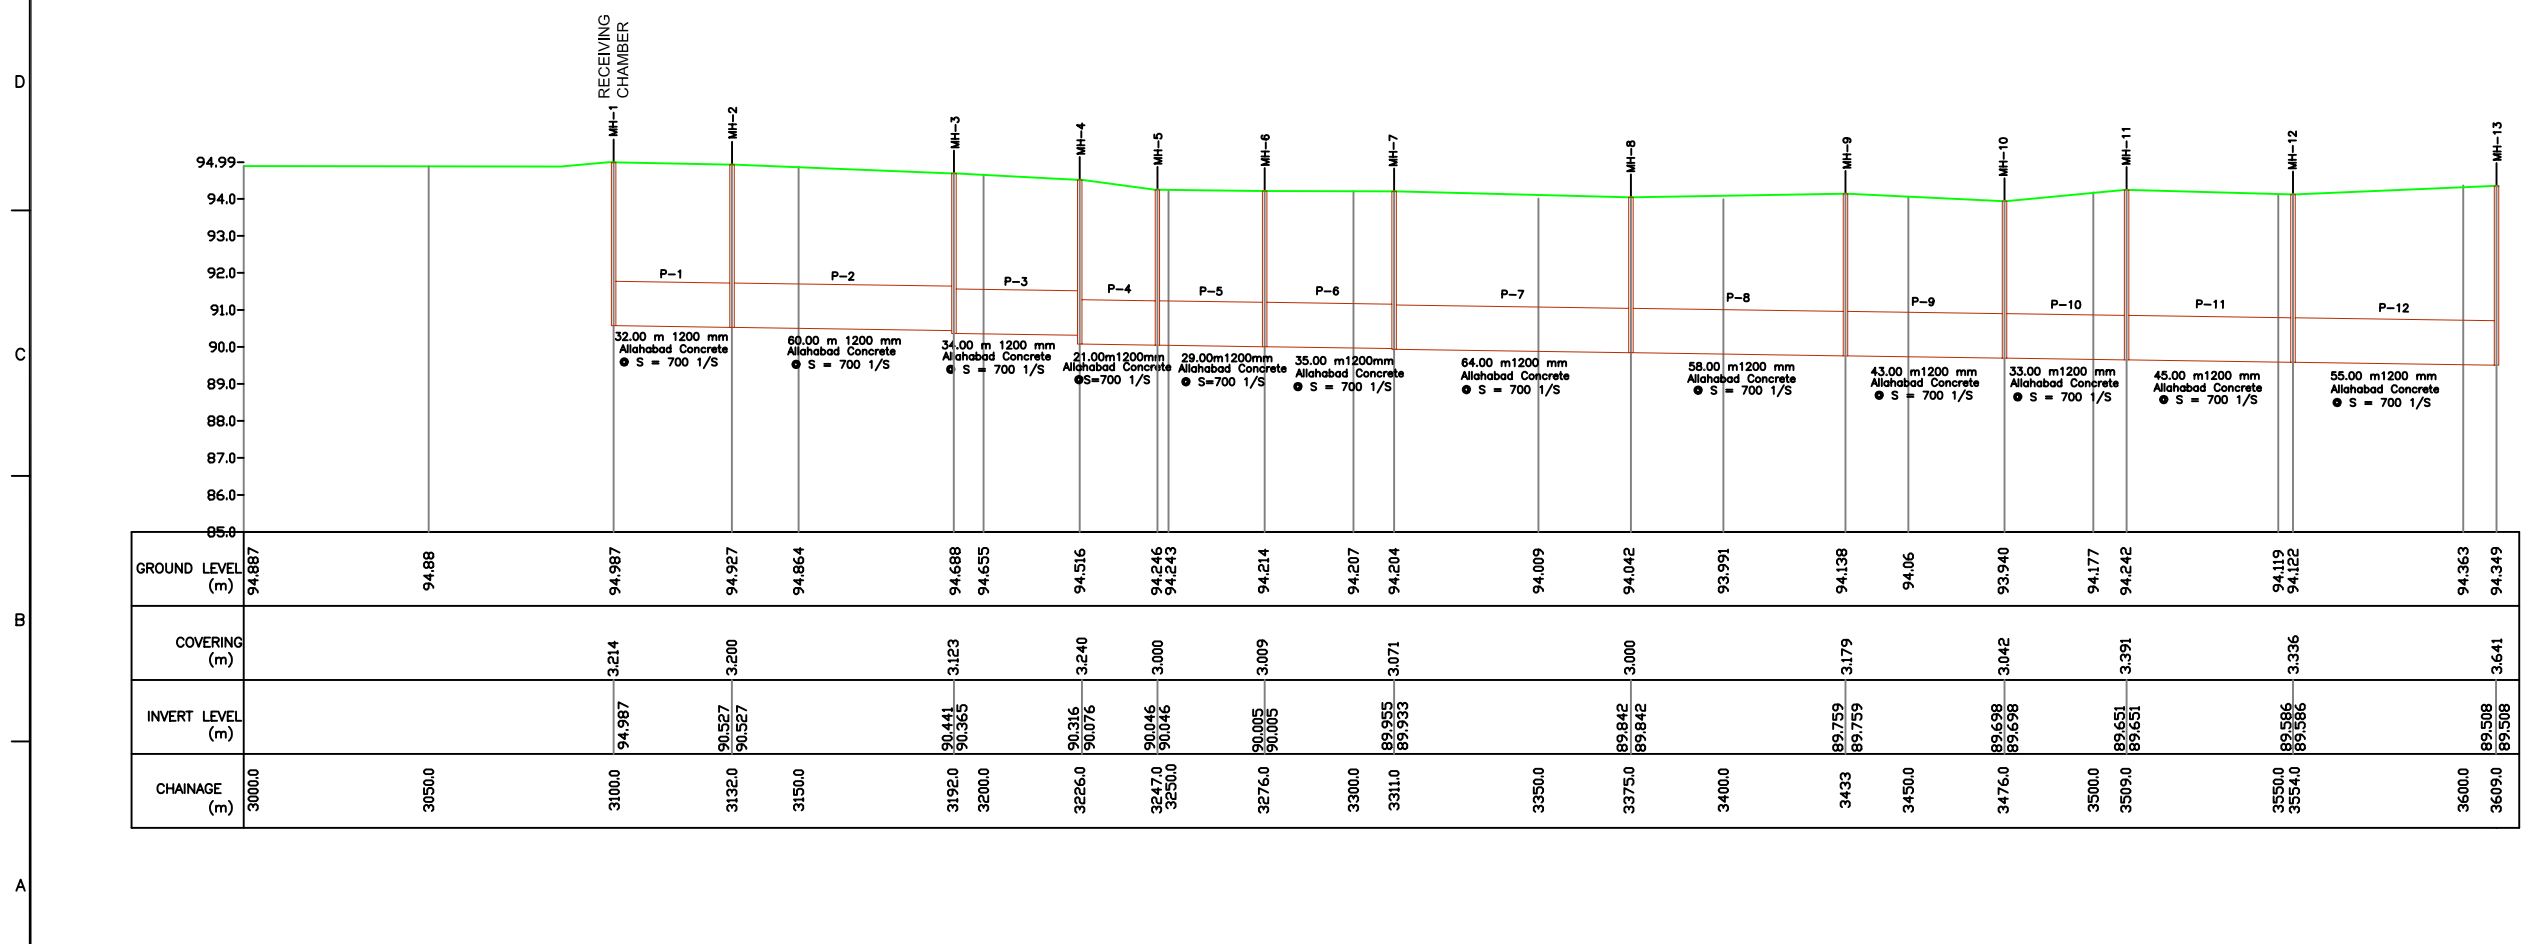 D
C
B
A
RECEIVING
CHAMBER
MH-1
MH-2
MH-3
MH-4
MH-5
MH-6
MH-7
MH-8
MH-9
MH-10
MH-11
MH-12
MH-13
94.99
94.0
93.0
92.0
91.0
90.0
89.0
88.0
87.0
86.0
85.0
P-1
P-2
P-3
P-4
P-5
P-6
P-7
P-8
P-9
P-10
P-11
P-12
32.00 m 1200 mm
Allahabad Concrete
@ S = 700 1/S
60.00 m 1200 mm
Allahabad Concrete
@ S = 700 1/S
34.00 m 1200 mm
Allahabad Concrete
@ S = 700 1/S
21.00m1200mm
Allahabad Concrete
@S=700 1/S
29.00m1200mm
Allahabad Concrete
@ S=700 1/S
35.00 m1200mm
Allahabad Concrete
@ S = 700 1/S
64.00 m1200 mm
Allahabad Concrete
@ S = 700 1/S
58.00 m1200 mm
Allahabad Concrete
@ S = 700 1/S
43.00 m1200 mm
Allahabad Concrete
@ S = 700 1/S
33.00 m1200 mm
Allahabad Concrete
@ S = 700 1/S
45.00 m1200 mm
Allahabad Concrete
@ S = 700 1/S
55.00 m1200 mm
Allahabad Concrete
@ S = 700 1/S
GROUND LEVEL
(m)
94.887
94.88
94.987
94.927
94.864
94.688
94.655
94.516
94.246
94.243
94.214
94.207
94.204
94.009
94.042
93.991
94.138
94.06
93.940
94.177
94.242
94.119
94.122
94.363
94.349
COVERING
(m)
3.214
3.200
3.123
3.240
3.000
3.009
3.071
3.000
3.179
3.042
3.391
3.336
3.641
INVERT LEVEL
(m)
94.987
90.527
90.527
90.441
90.365
90.316
90.076
90.046
90.046
90.005
90.005
89.955
89.933
89.842
89.842
89.759
89.759
89.698
89.698
89.651
89.651
89.586
89.586
89.508
89.508
CHAINAGE
(m)
3000.0
3050.0
3100.0
3132.0
3150.0
3192.0
3200.0
3226.0
3247.0
3250.0
3276.0
3300.0
3311.0
3350.0
3375.0
3400.0
3433
3450.0
3476.0
3500.0
3509.0
3550.0
3554.0
3600.0
3609.0